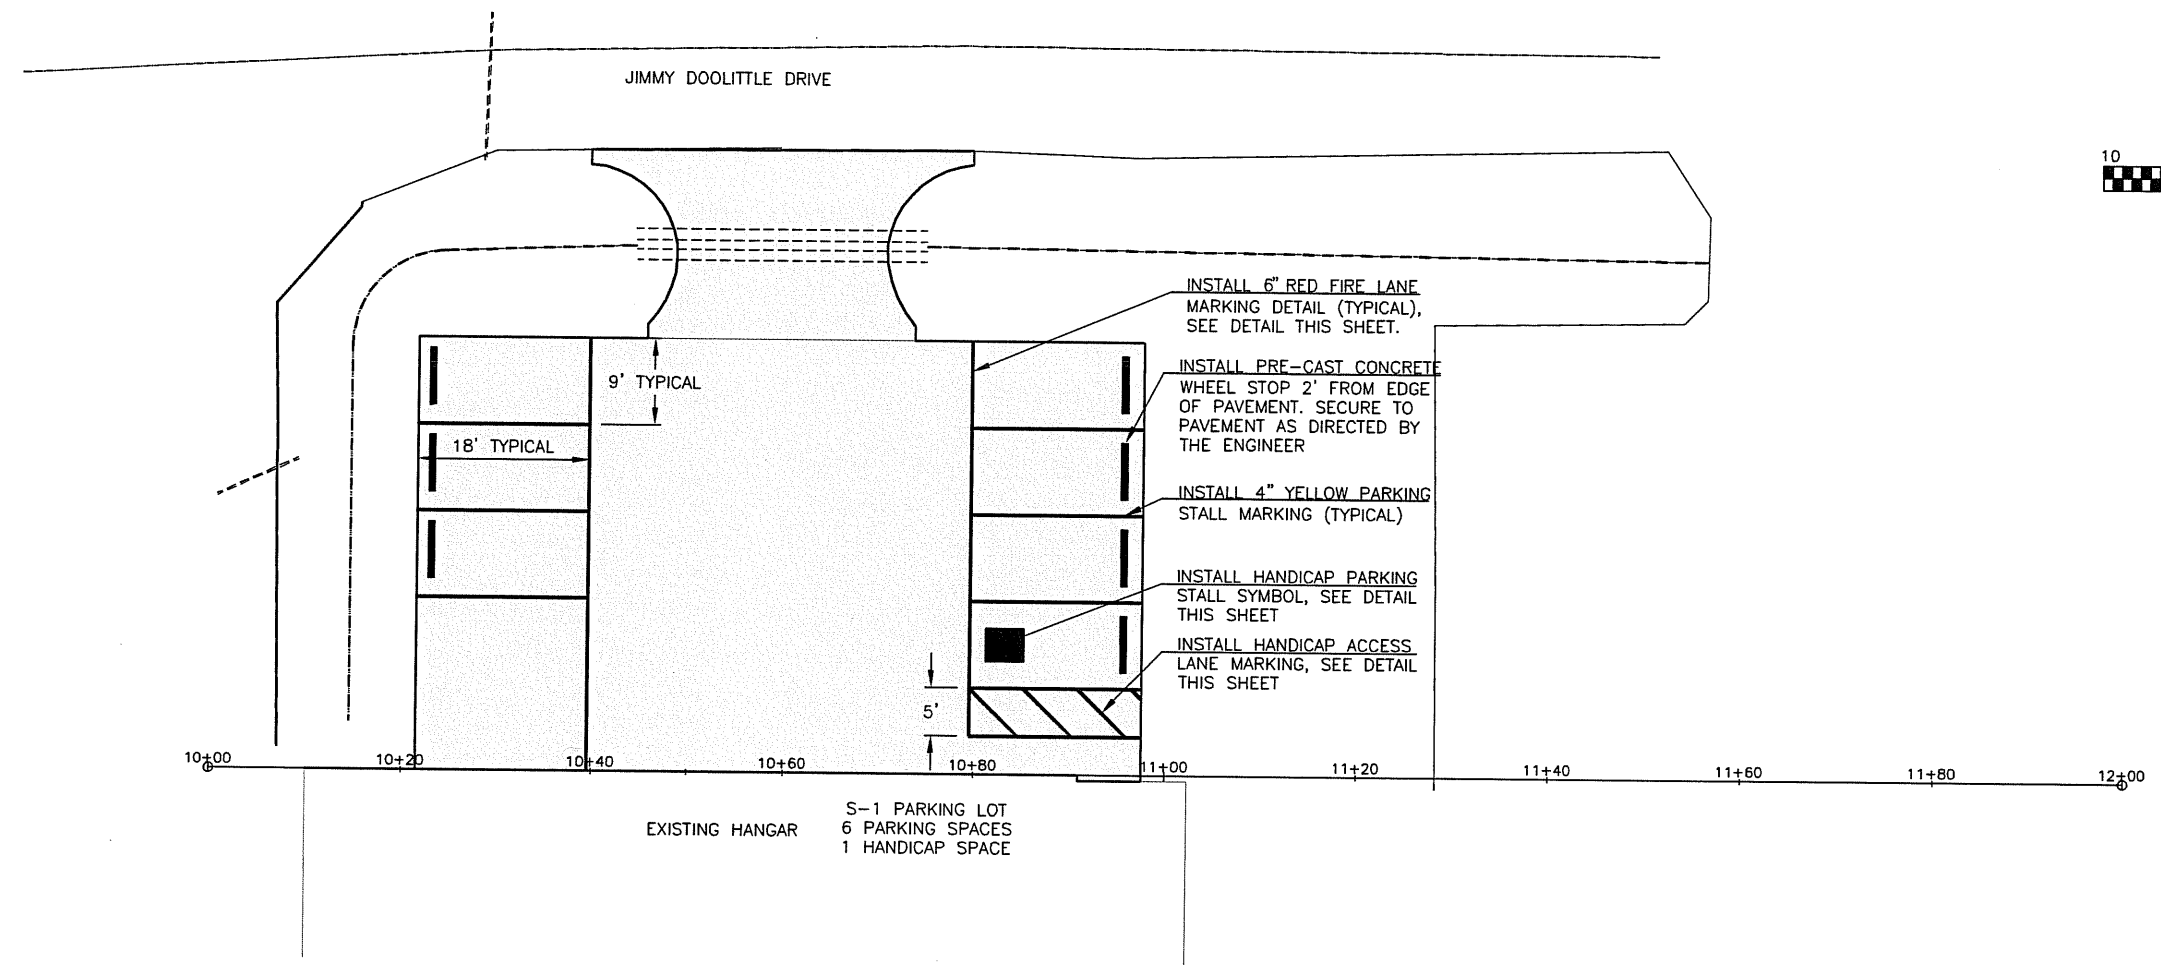 JIMMY DOOLITTLE DRIVE
10
INSTALL 6" RED FIRE LANE
MARKING DETAIL (TYPICAL),
SEE DETAIL THIS SHEET.
INSTALL PRE-CAST CONCRETE
WHEEL STOP 2' FROM EDGE
OF PAVEMENT. SECURE TO
PAVEMENT AS DIRECTED BY
THE ENGINEER
9' TYPICAL
18' TYPICAL
INSTALL 4" YELLOW PARKING
STALL MARKING (TYPICAL)
INSTALL HANDICAP PARKING
STALL SYMBOL, SEE DETAIL
THIS SHEET
INSTALL HANDICAP ACCESS
LANE MARKING, SEE DETAIL
THIS SHEET
5'
10+00 10+20 10+40 10+60 10+80 11+00 11+20 11+40 11+60 11+80 12+00
EXISTING HANGAR
S-1 PARKING LOT
6 PARKING SPACES
1 HANDICAP SPACE